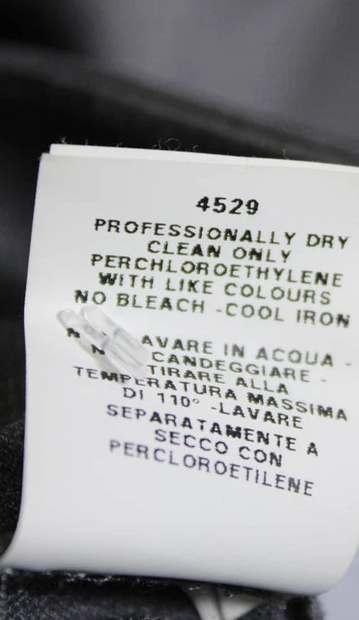 4529
PROFESSIONALLY DRY
CLEAN ONLY
PERCHLOROETHYLENE
WITH LIKE COLOURS
NO BLEACH -COOL IRON
AVARE IN ACQUA -
CANDEGGIARE -
TIRARE ALLA
TEMPERATURA MASSIMA
DI 110° -LAVARE
SEPARATAMENTE A
SECCO CON
PERCLOROETILENE